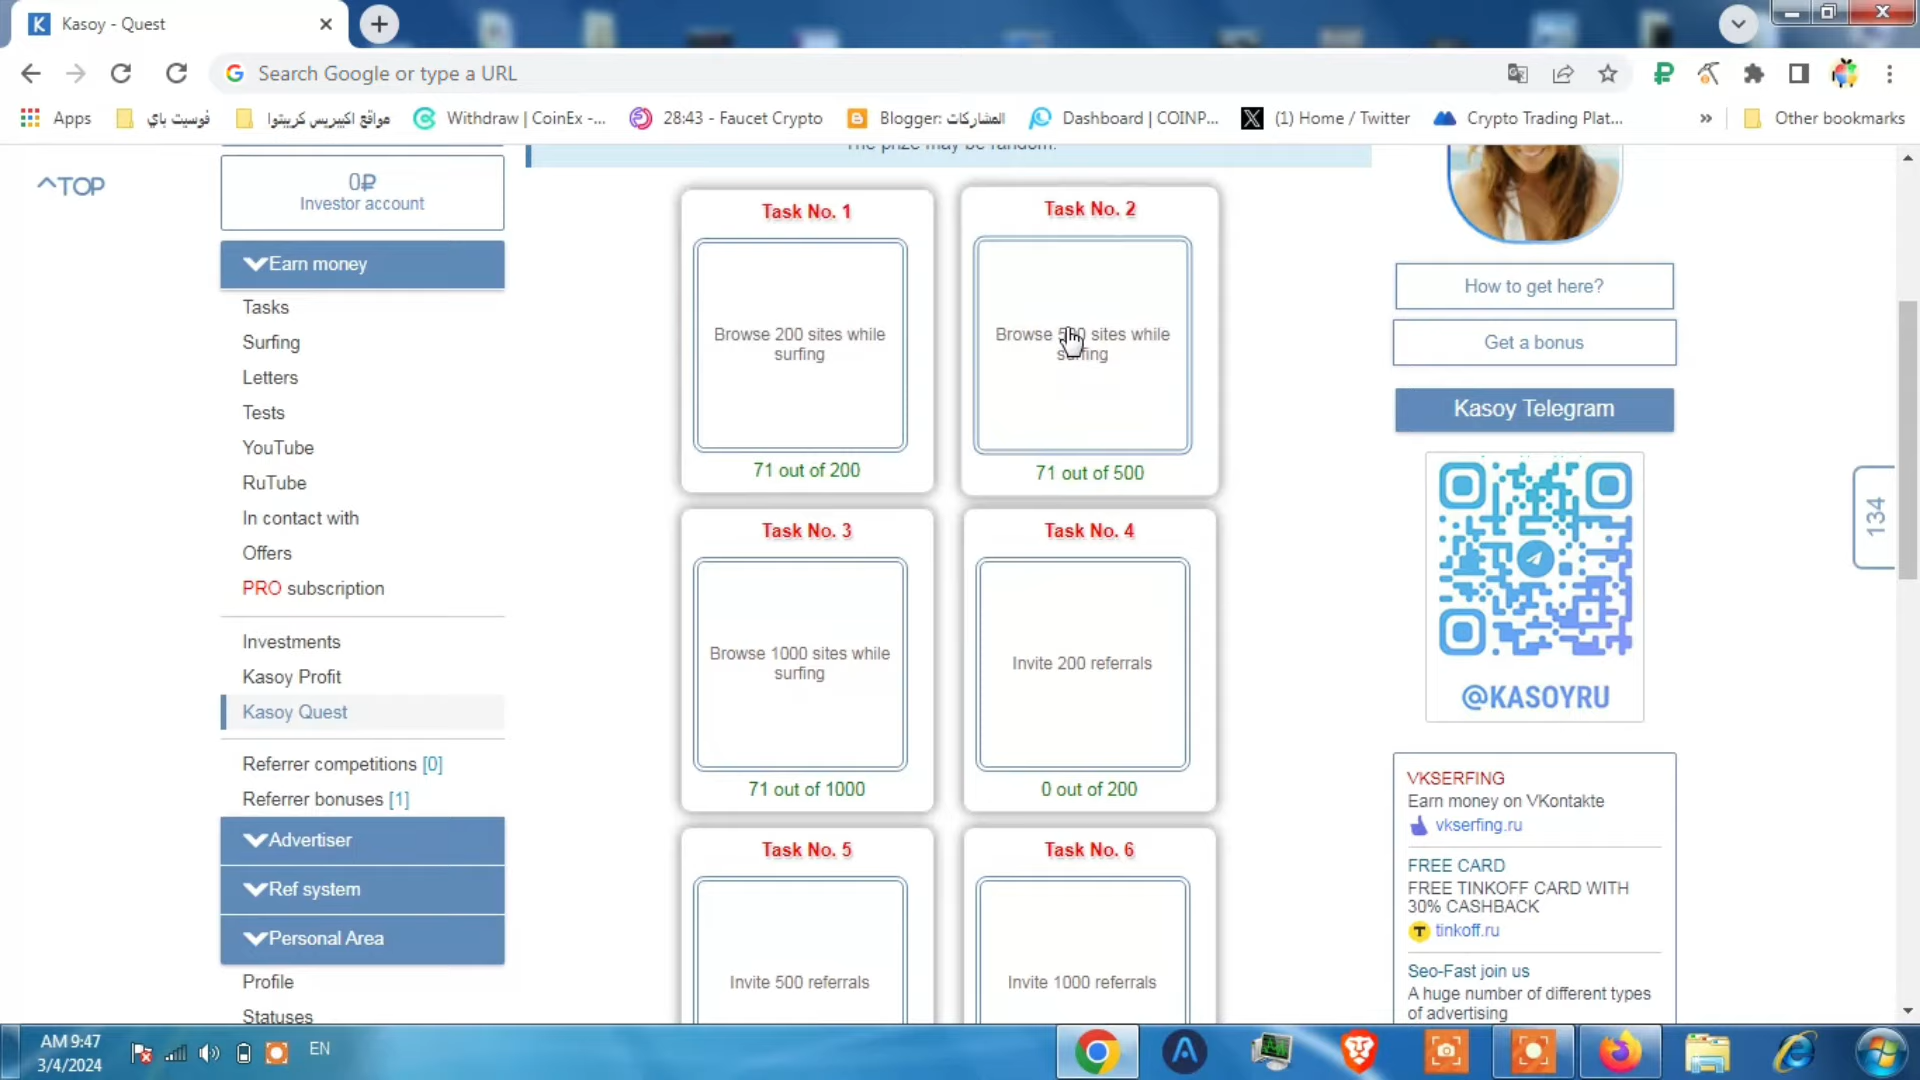 Kasoy - Quest
Search Google or type a URL
Apps
فوسيت باي
مواقع اكسبريس كريبتوا
Withdraw | CoinEx -...
28:43 - Faucet Crypto
Blogger: المشاركات
Dashboard | COINP...
(1) Home / Twitter
Crypto Trading Plat...
»
Other bookmarks
^TOP
0₽
Investor account
Earn money
Tasks
Surfing
Letters
Tests
YouTube
RuTube
In contact with
Offers
PRO subscription
Investments
Kasoy Profit
Kasoy Quest
Referrer competitions [0]
Referrer bonuses [1]
Advertiser
Ref system
Personal Area
Profile
Statuses
The prize may be random.
Task No. 1
Browse 200 sites while
surfing
71 out of 200
Task No. 2
Browse 500 sites while
surfing
71 out of 500
Task No. 3
Browse 1000 sites while
surfing
71 out of 1000
Task No. 4
Invite 200 referrals
0 out of 200
Task No. 5
Invite 500 referrals
Task No. 6
Invite 1000 referrals
How to get here?
Get a bonus
Kasoy Telegram
@KASOYRU
134
VKSERFING
Earn money on VKontakte
vkserfing.ru
FREE CARD
FREE TINKOFF CARD WITH
30% CASHBACK
tinkoff.ru
Seo-Fast join us
A huge number of different types
of advertising
AM 9:47
3/4/2024
EN